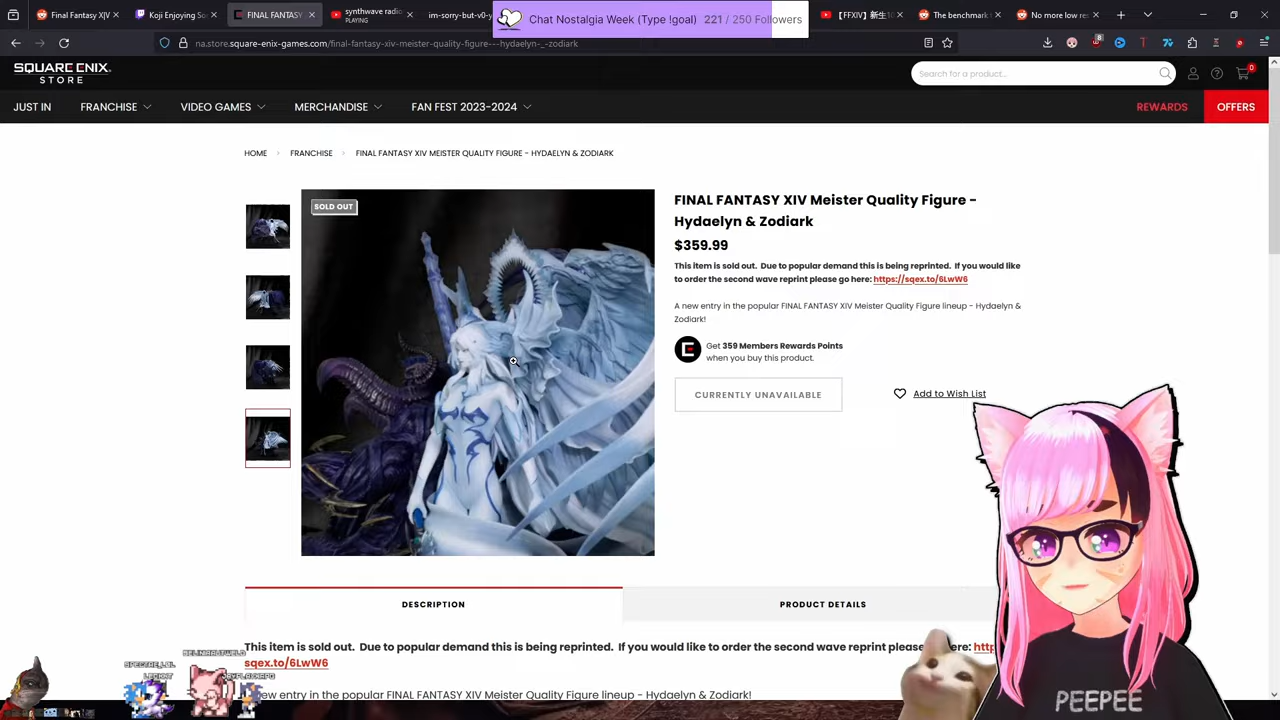 Final Fantasy XIV
Koji Enjoying So
FINAL FANTASY
synthwave radio
PLAYING
im-sorry-but-v0
Chat Nostalgia Week (Type !goal) 221 / 250 Followers
【FFXIV】新生10
The benchmark
No more low res
na.store.square-enix-games.com/final-fantasy-xiv-meister-quality-figure---hydaelyn-_-zodiark
SQUARE ENIX
STORE
Search for a product...
0
JUST IN
FRANCHISE
VIDEO GAMES
MERCHANDISE
FAN FEST 2023-2024
REWARDS
OFFERS
HOME > FRANCHISE > FINAL FANTASY XIV MEISTER QUALITY FIGURE - HYDAELYN & ZODIARK
SOLD OUT
FINAL FANTASY XIV Meister Quality Figure -
Hydaelyn & Zodiark
$359.99
This item is sold out. Due to popular demand this is being reprinted. If you would like
to order the second wave reprint please go here: https://sqex.to/6LwW6
A new entry in the popular FINAL FANTASY XIV Meister Quality Figure lineup - Hydaelyn &
Zodiark!
Get 359 Members Rewards Points
when you buy this product.
CURRENTLY UNAVAILABLE
Add to Wish List
DESCRIPTION
PRODUCT DETAILS
This item is sold out. Due to popular demand this is being reprinted. If you would like to order the second wave reprint please
sqex.to/6LwW6
new entry in the popular FINAL FANTASY XIV Meister Quality Figure lineup - Hydaelyn & Zodiark!
PEEPEE